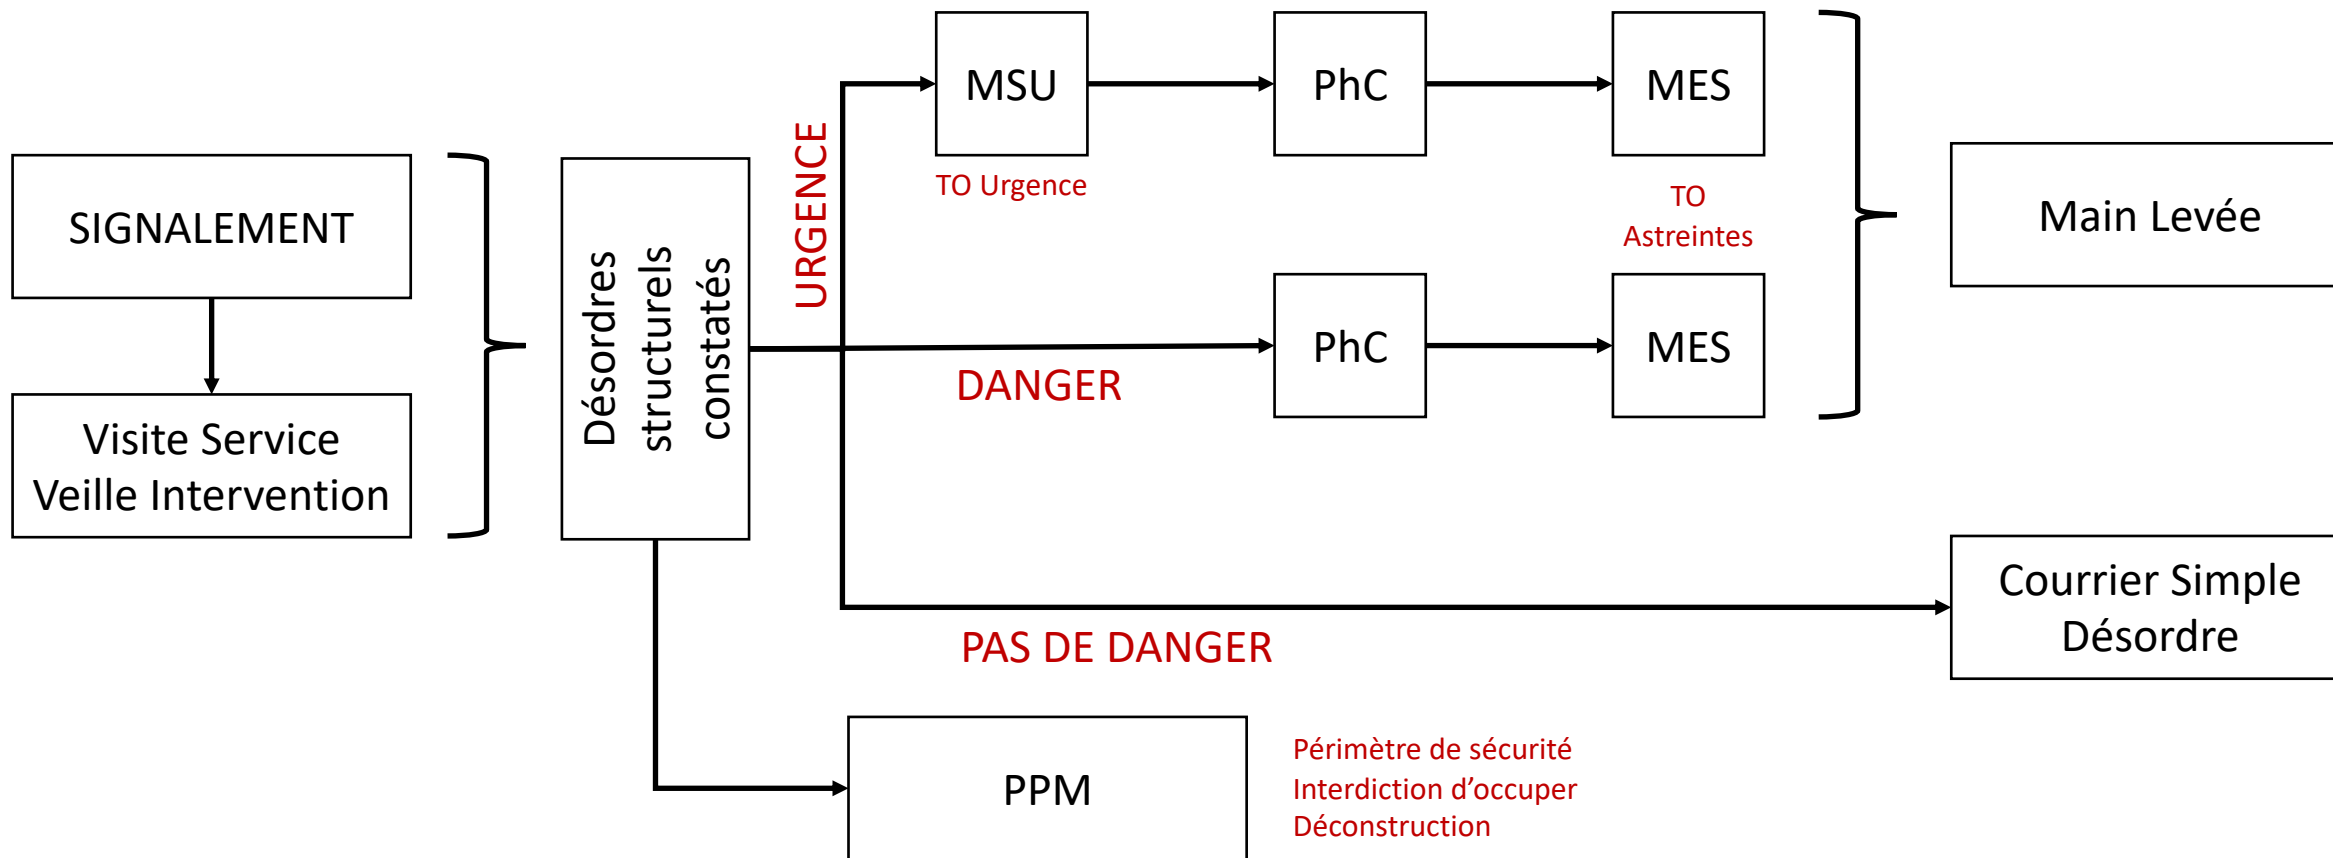 SIGNALEMENT
Visite Service
Veille Intervention
Désordres
structurels
constatés
URGENCE
MSU
TO Urgence
PhC
MES
TO
Astreintes
DANGER
PhC
MES
Main Levée
PAS DE DANGER
Courrier Simple
Désordre
PPM
Périmètre de sécurité
Interdiction d’occuper
Déconstruction